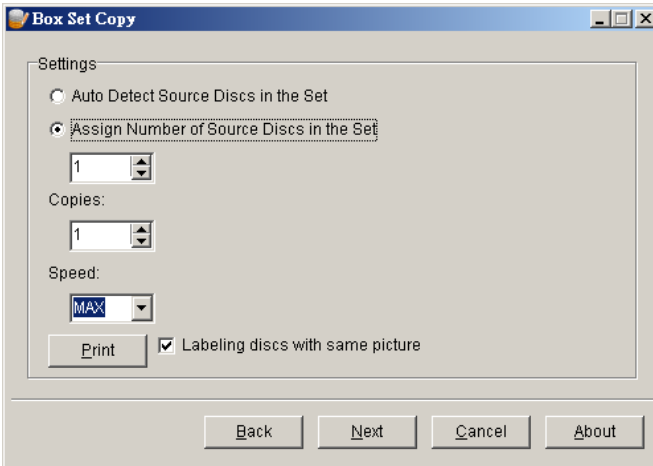 Box Set Copy
Settings
Auto Detect Source Discs in the Set
Assign Number of Source Discs in the Set
1
Copies:
1
Speed:
MAX
Print Labeling discs with same picture
Back Next Cancel About